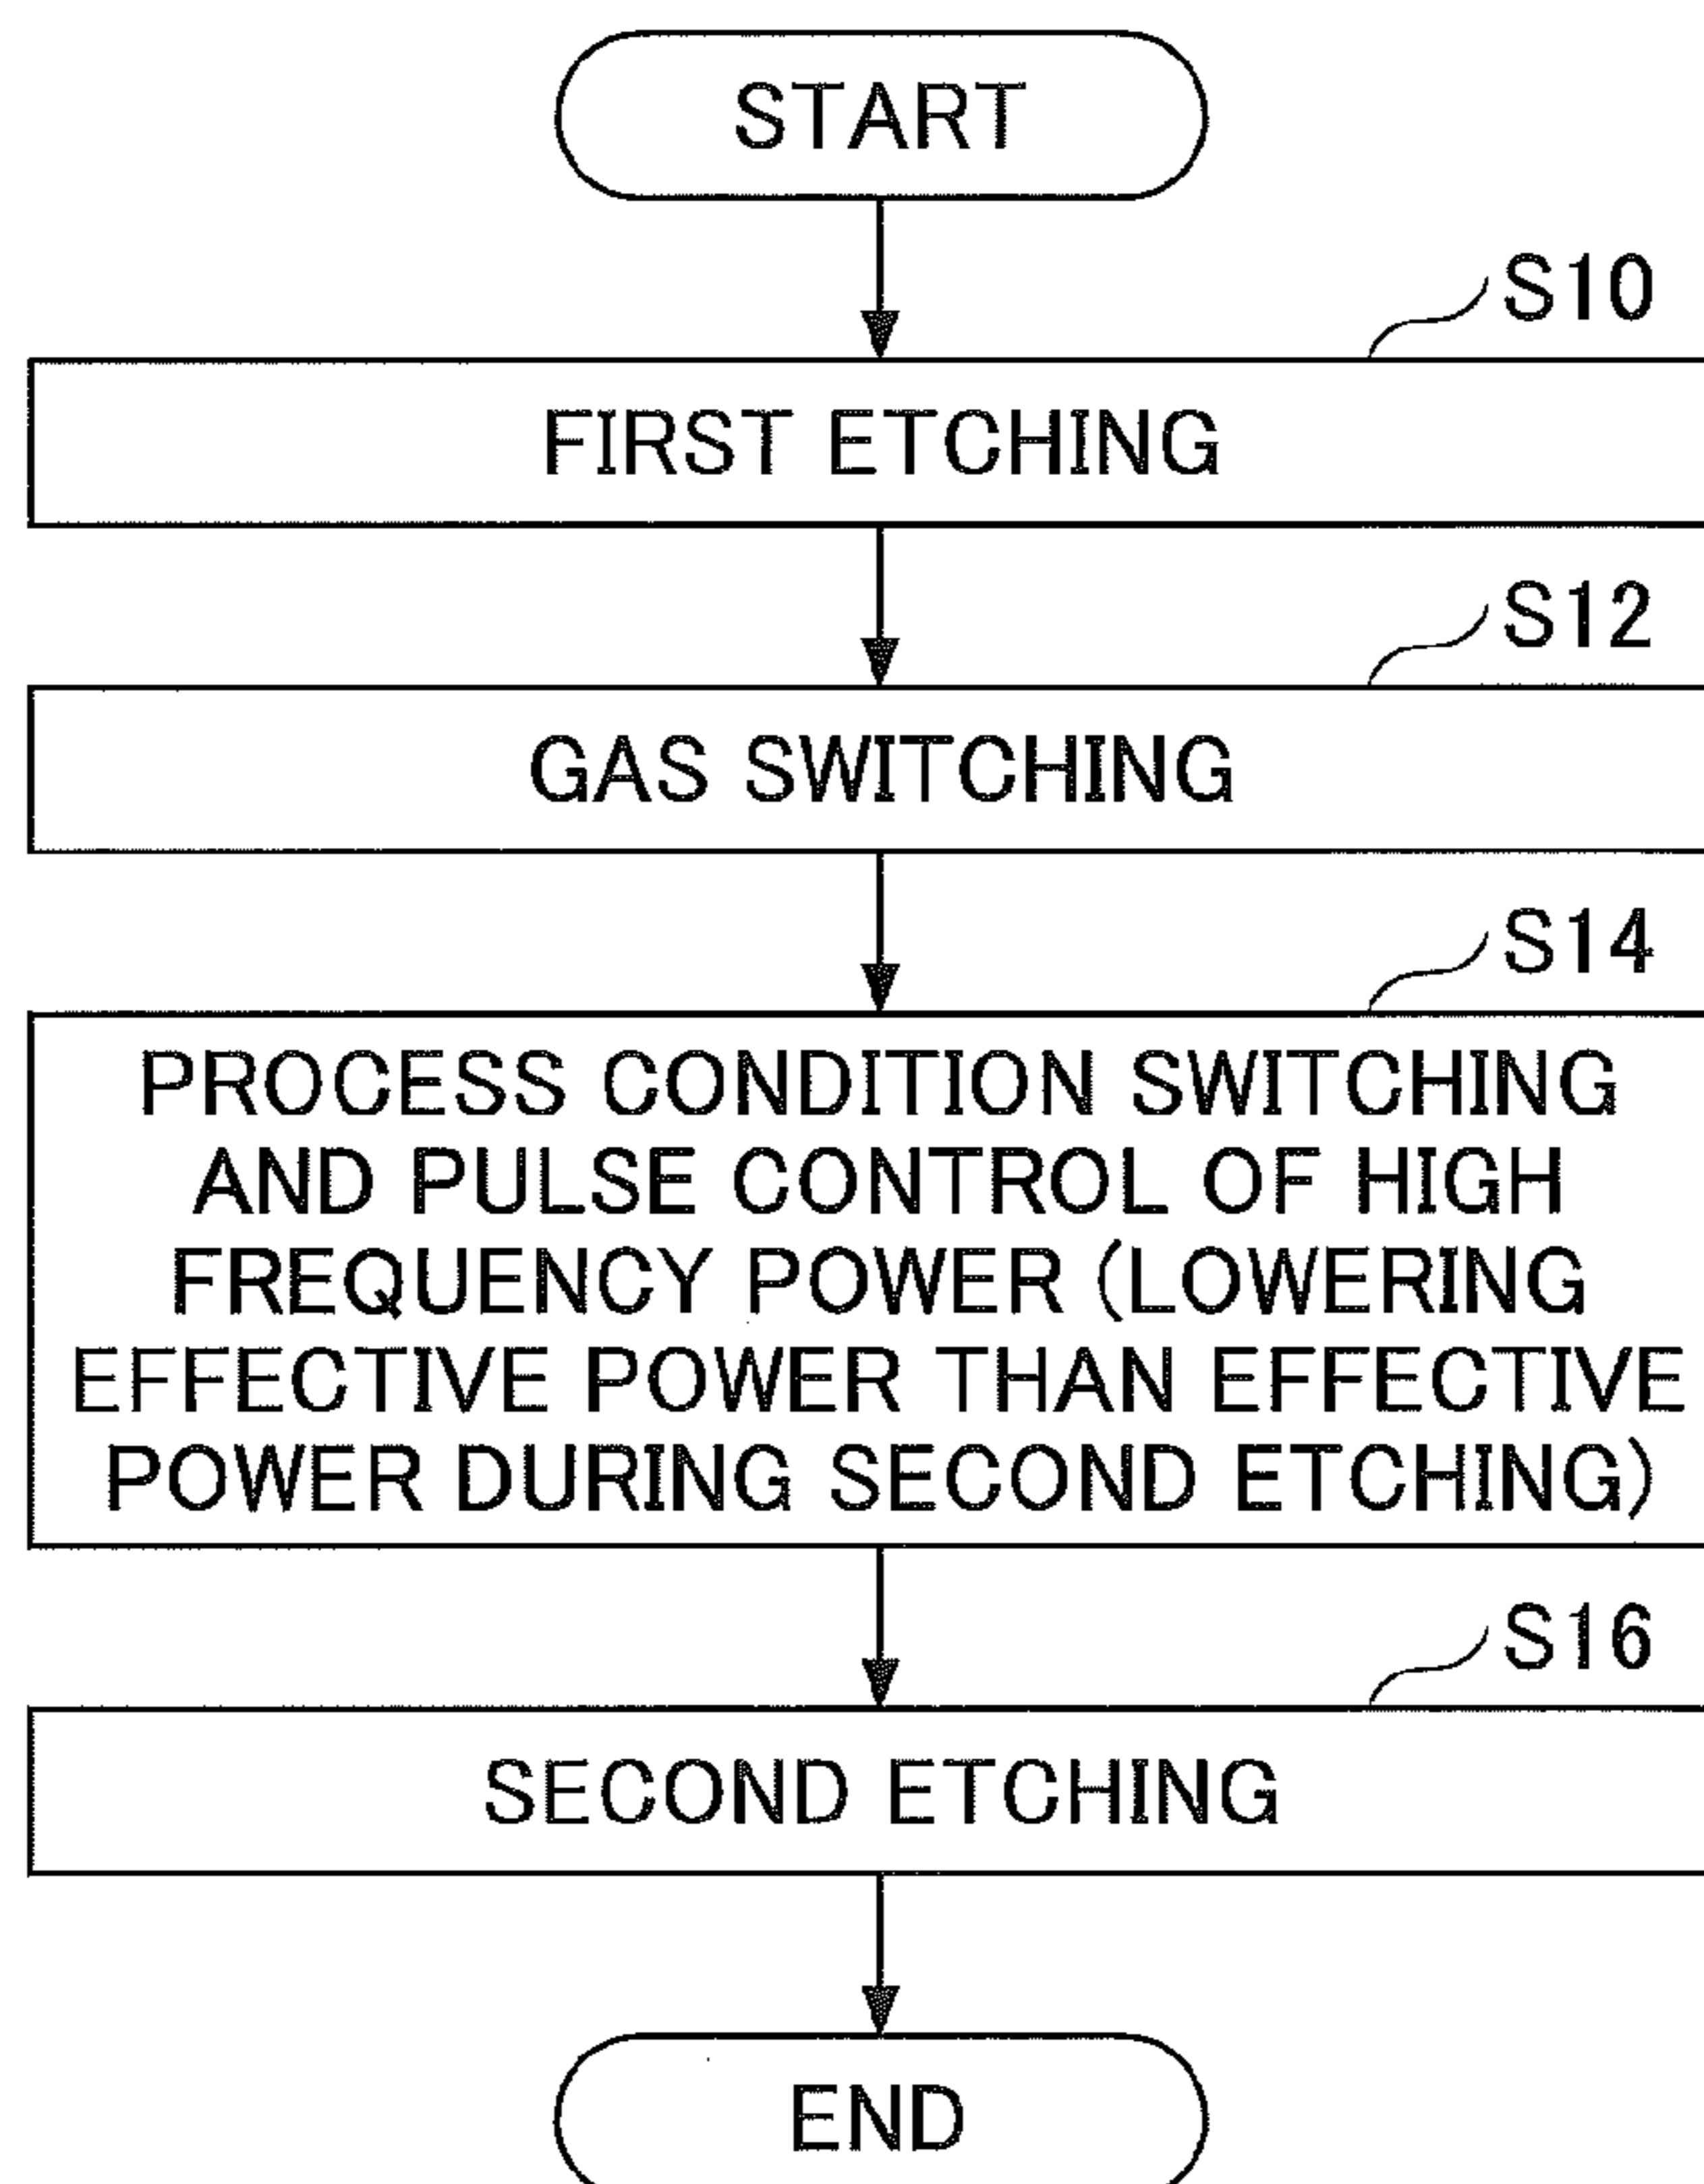 START
S10
FIRST ETCHING
S12
GAS SWITCHING
S14
PROCESS CONDITION SWITCHING
AND PULSE CONTROL OF HIGH
FREQUENCY POWER (LOWERING
EFFECTIVE POWER THAN EFFECTIVE
POWER DURING SECOND ETCHING)
S16
SECOND ETCHING
END